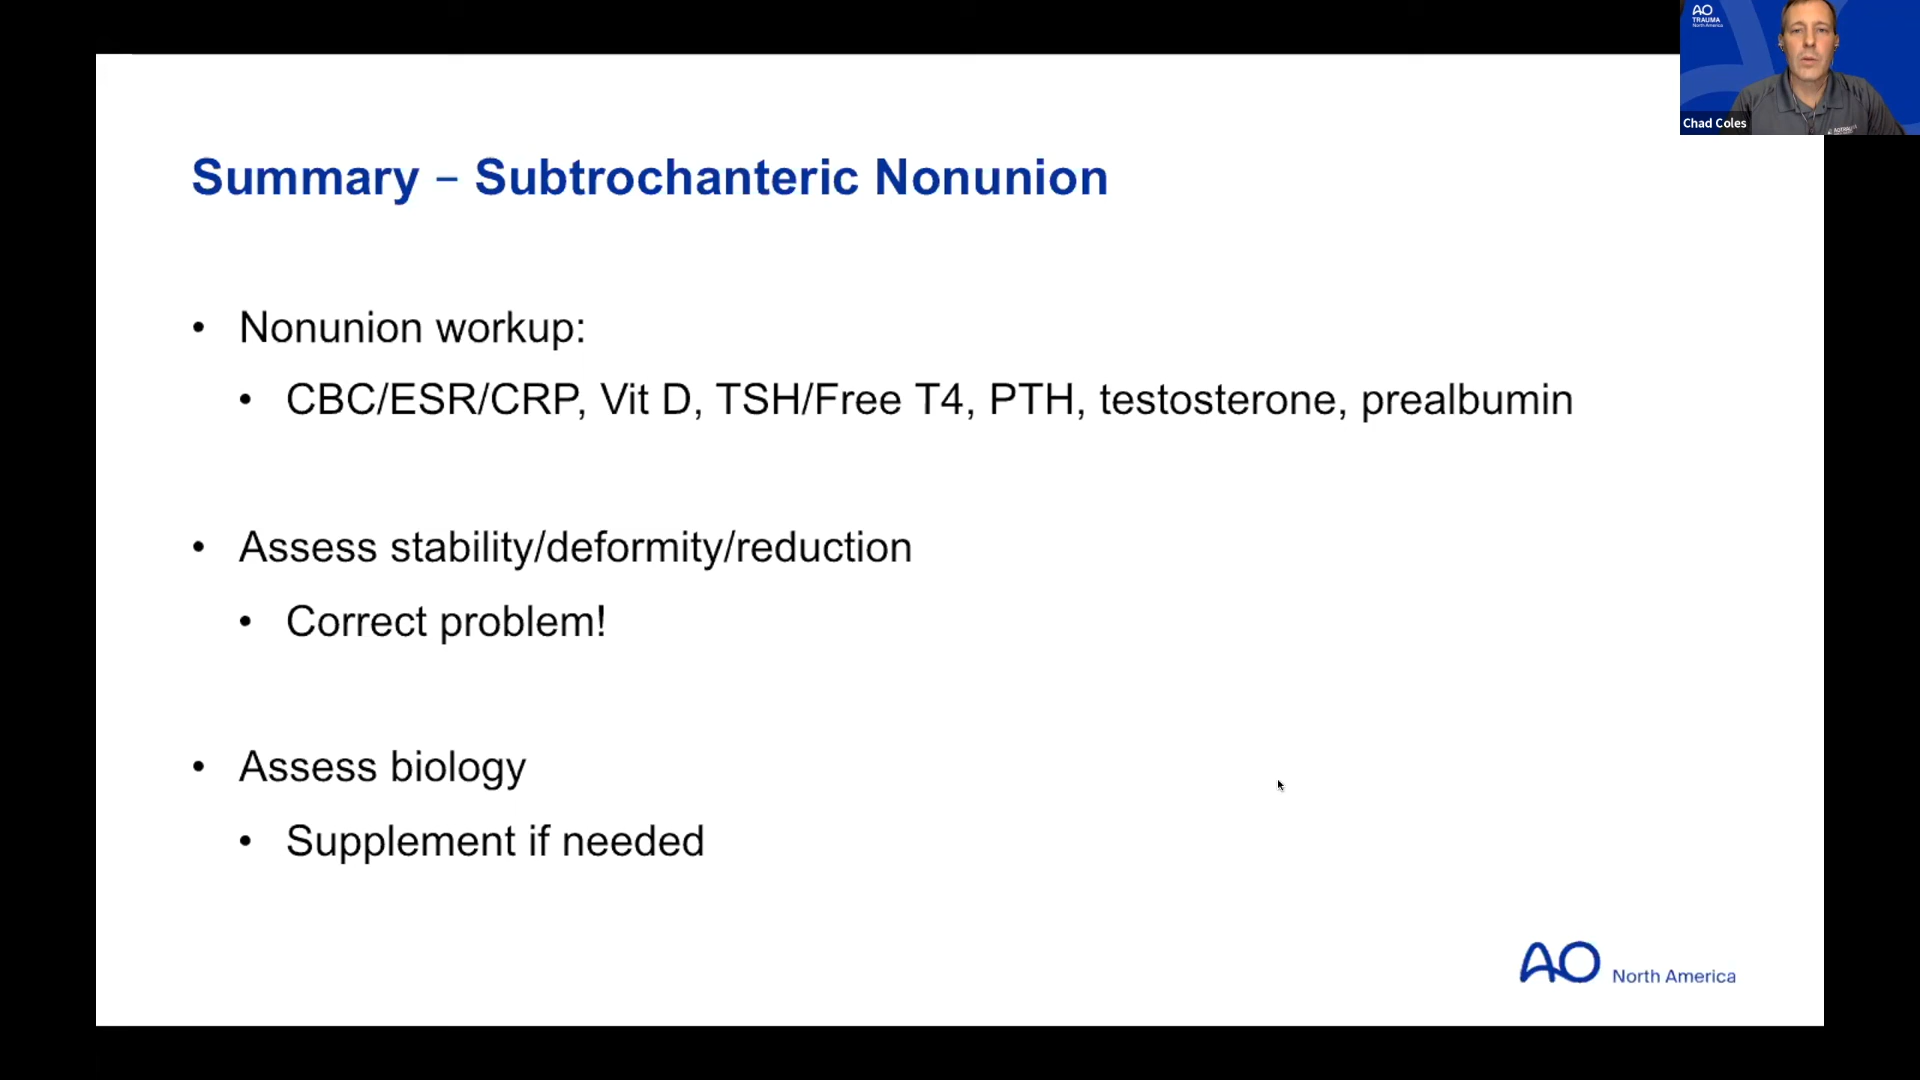 AO
TRAUMA
North America
Chad Coles
Summary – Subtrochanteric Nonunion
• Nonunion workup:
• CBC/ESR/CRP, Vit D, TSH/Free T4, PTH, testosterone, prealbumin
• Assess stability/deformity/reduction
• Correct problem!
• Assess biology
• Supplement if needed
AO North America